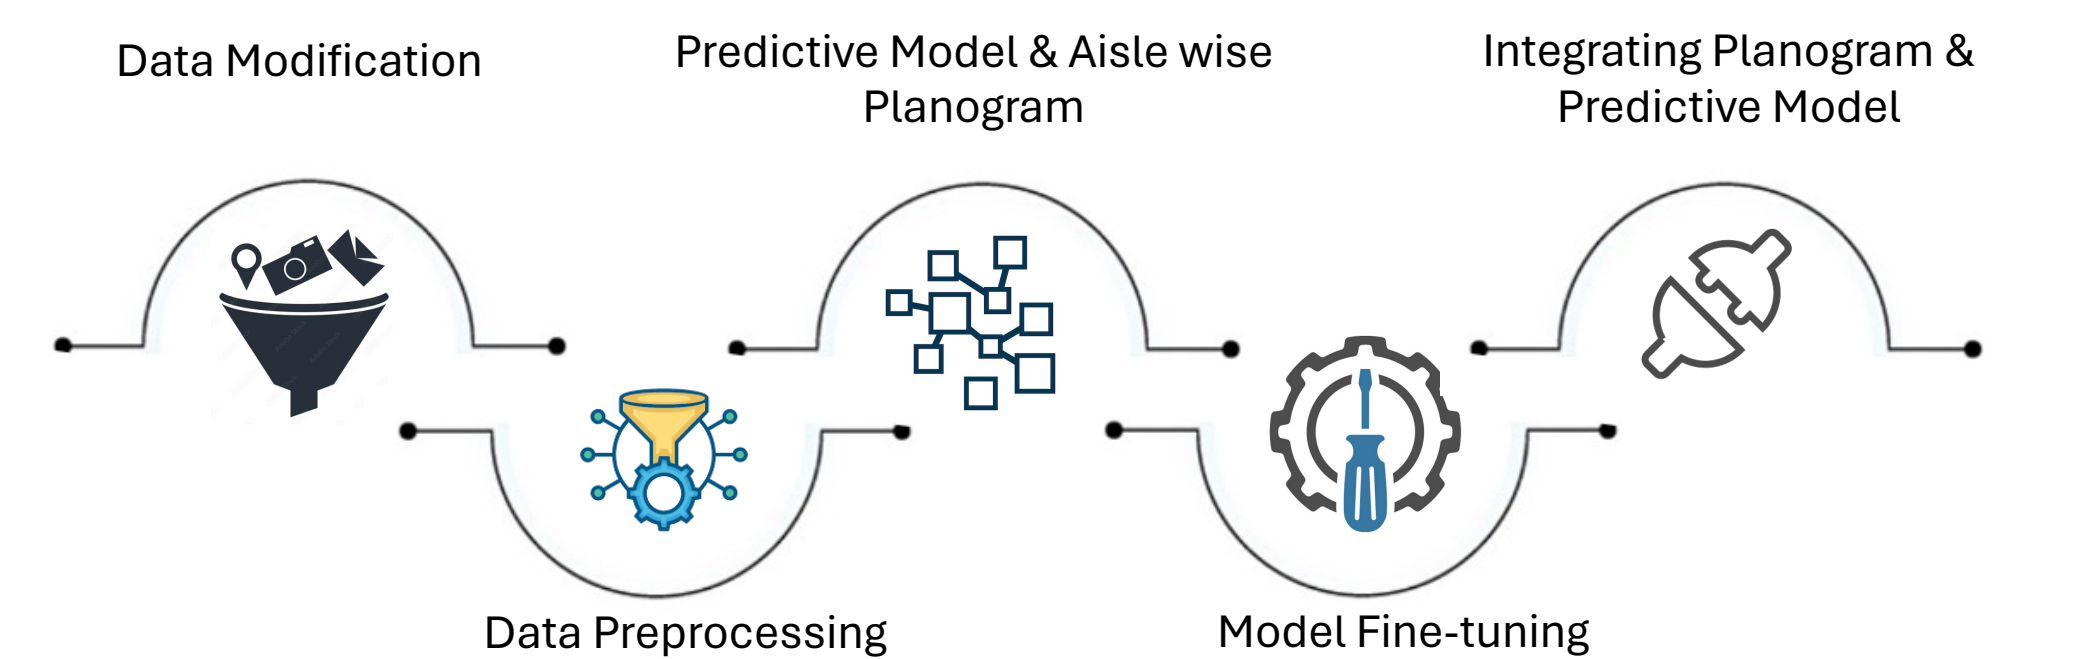 Data Modification
Predictive Model & Aisle wise
Planogram
Integrating Planogram &
Predictive Model
Data Preprocessing
Model Fine-tuning